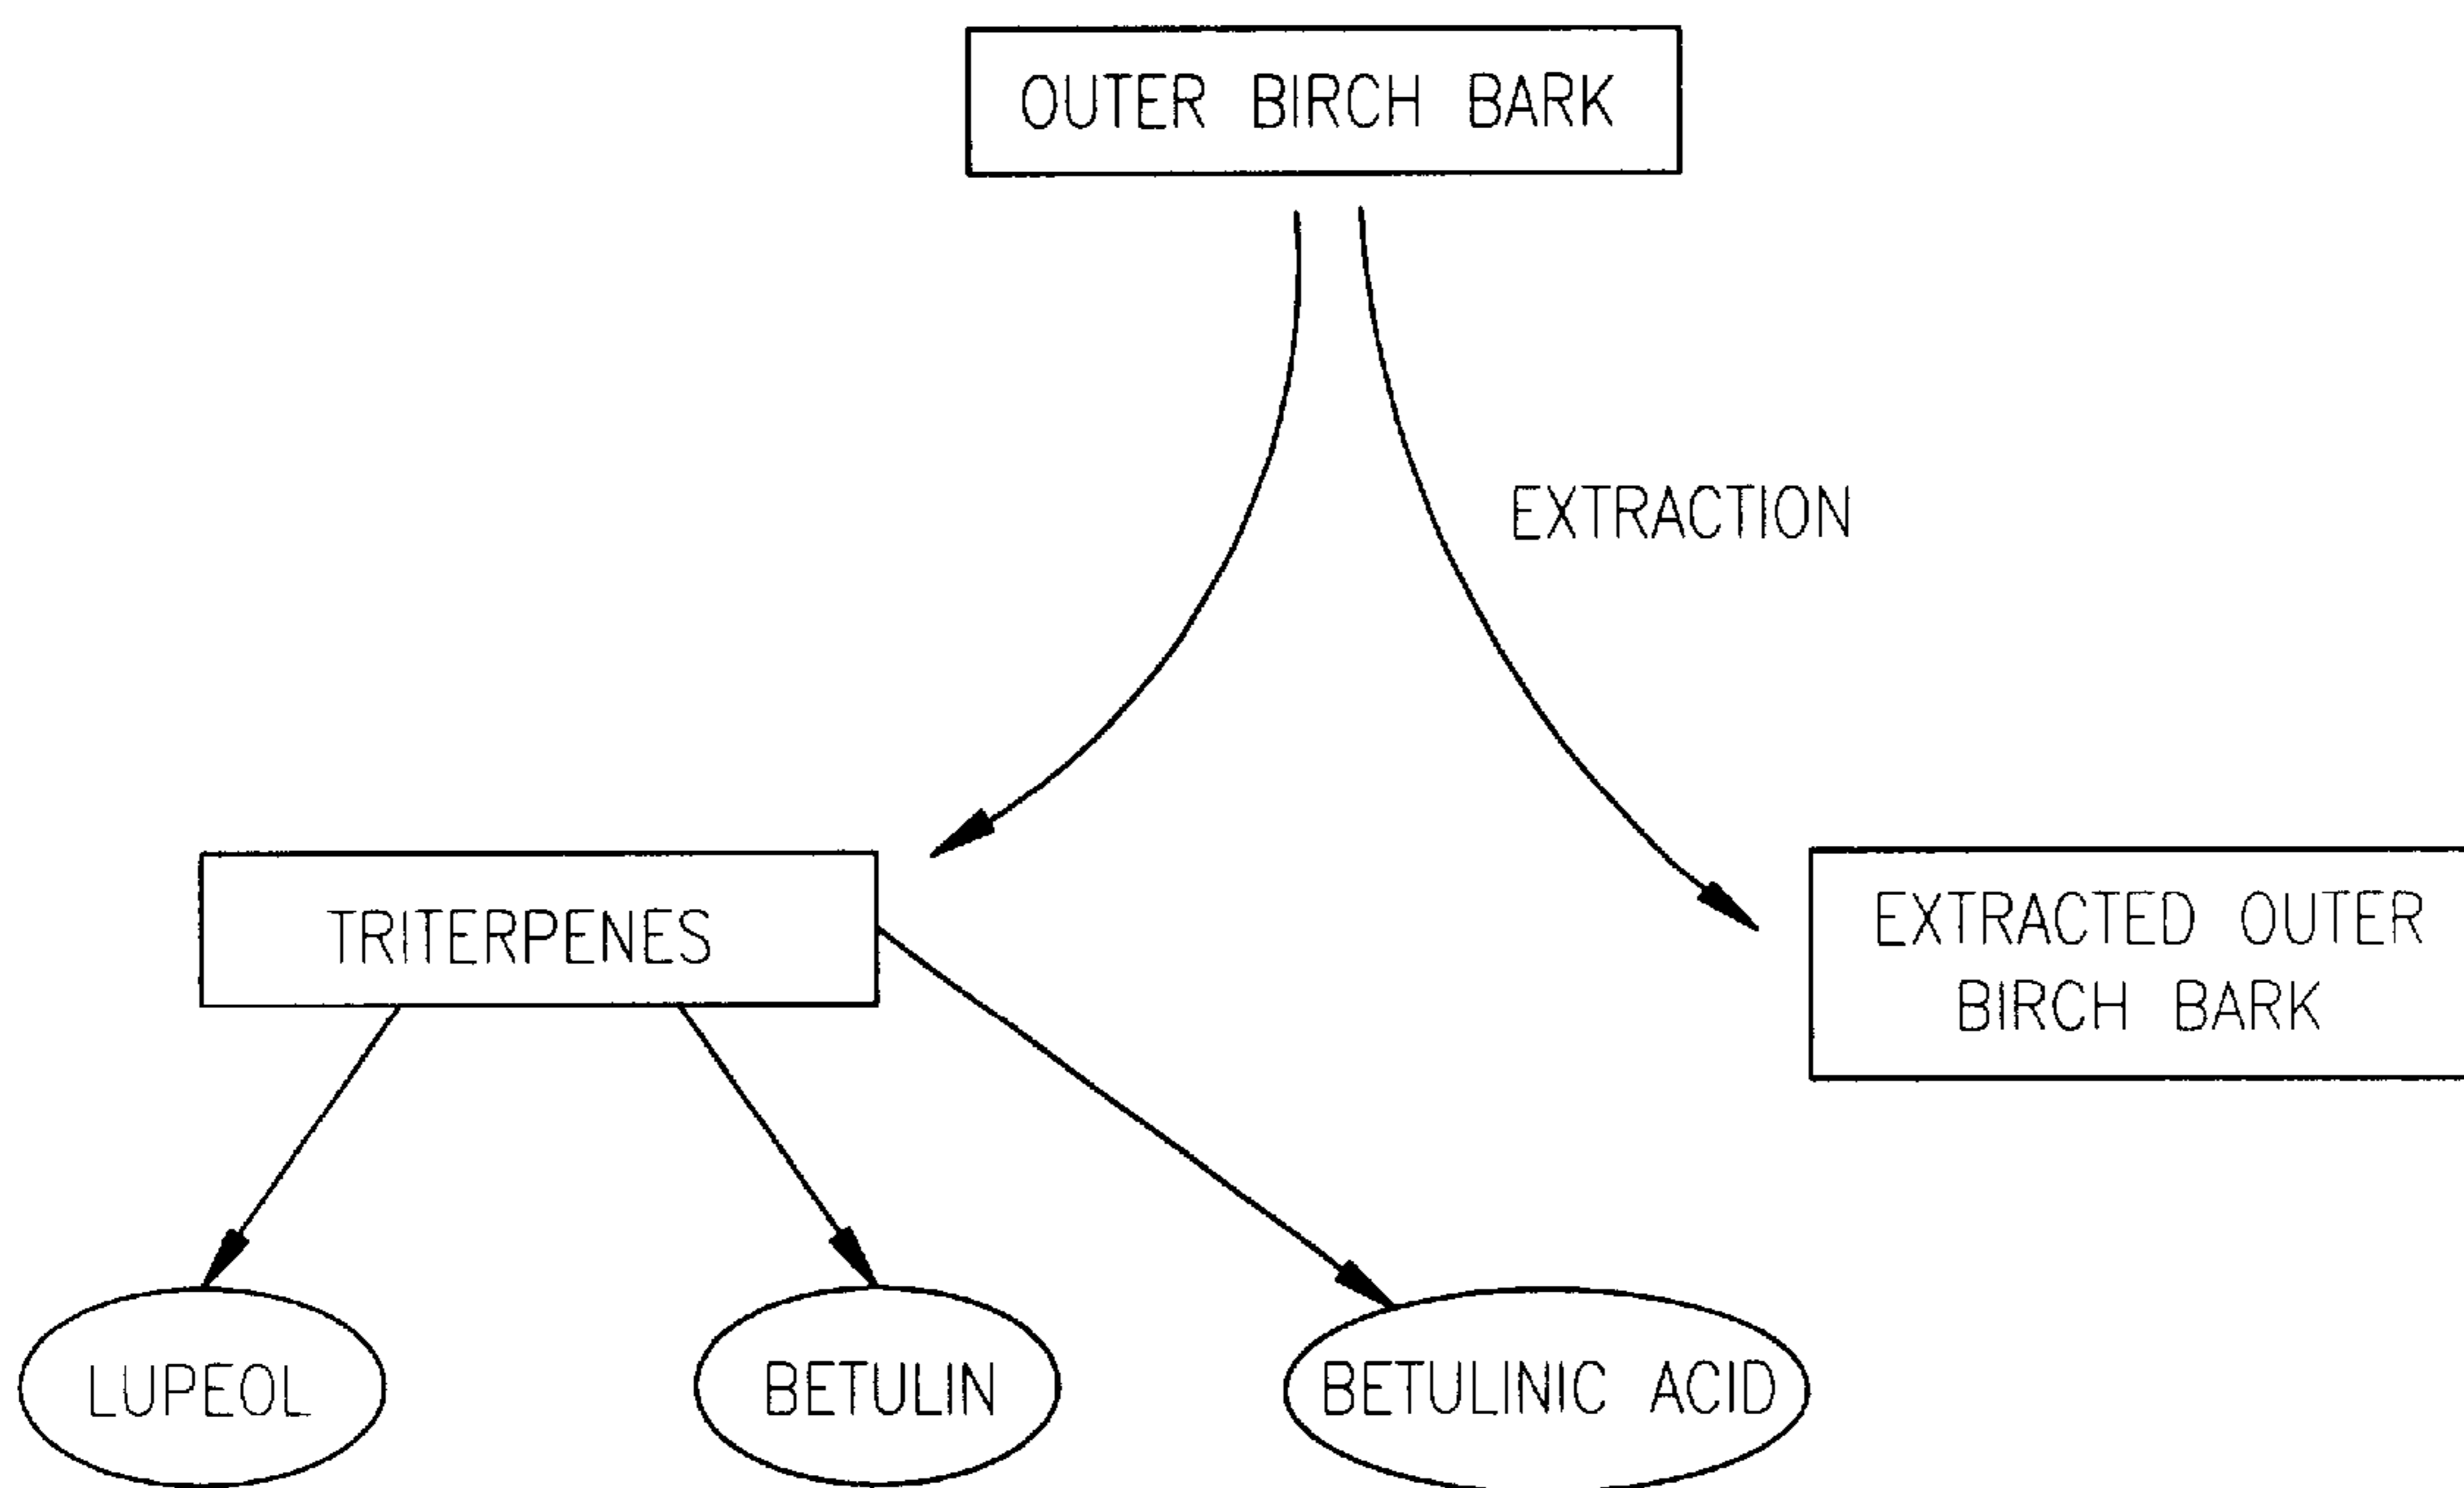 OUTER BIRCH BARK
EXTRACTION
TRITERPENES
EXTRACTED OUTER
BIRCH BARK
LUPEOL
BETULIN
BETULINIC ACID